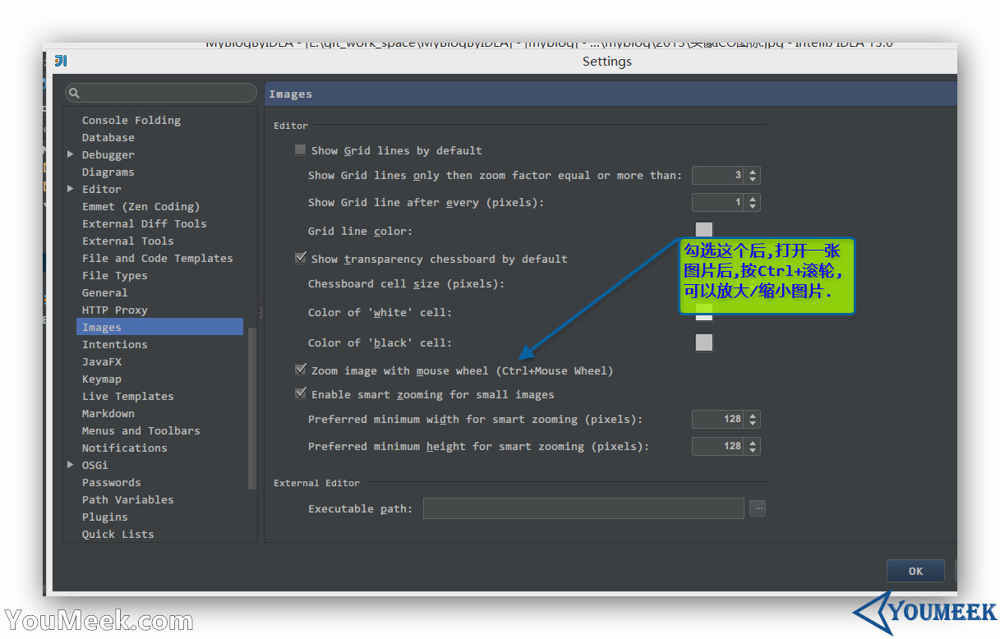 MyBlogByIDEA - [E:\git_work_space\MyBlogByIDEA] - [myblog] - ...\myblog\2015\头像ICO图标.jpg - IntelliJ IDEA 13.0
Settings
Images
Console Folding
Database
Debugger
Diagrams
Editor
Emmet (Zen Coding)
External Diff Tools
External Tools
File and Code Templates
File Types
General
HTTP Proxy
Images
Intentions
JavaFX
Keymap
Live Templates
Markdown
Menus and Toolbars
Notifications
OSGi
Passwords
Path Variables
Plugins
Quick Lists
Editor
Show Grid lines by default
Show Grid lines only then zoom factor equal or more than: 3
Show Grid line after every (pixels): 1
Grid line color:
Show transparency chessboard by default
Chessboard cell size (pixels):
Color of 'white' cell:
Color of 'black' cell:
勾选这个后,打开一张
图片后,按Ctrl+滚轮,
可以放大/缩小图片.
Zoom image with mouse wheel (Ctrl+Mouse Wheel)
Enable smart zooming for small images
Preferred minimum width for smart zooming (pixels): 128
Preferred minimum height for smart zooming (pixels): 128
External Editor
Executable path:
...
OK
YouMeek.com
YOUMEEK